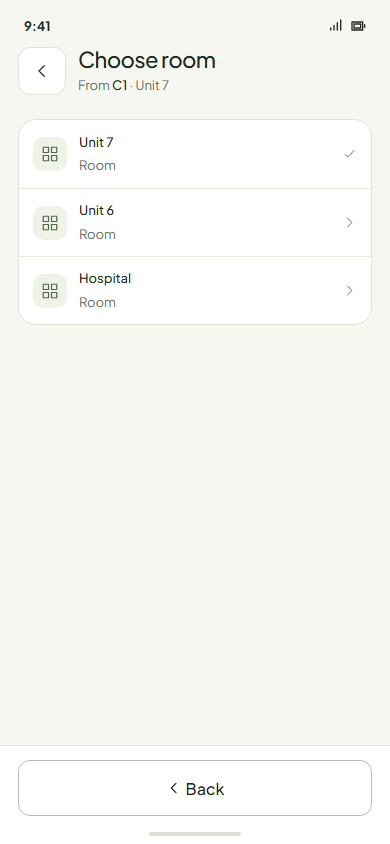 9:41
Choose room
From C1 · Unit 7
Unit 7
Room
Unit 6
Room
Hospital
Room
Back